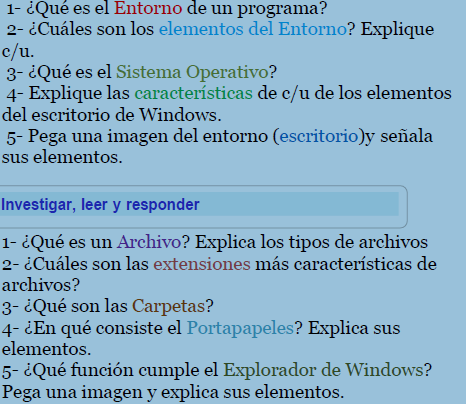 1- ¿Qué es el Entorno de un programa?
2- ¿Cuáles son los elementos del Entorno? Explique
c/u.
3- ¿Qué es el Sistema Operativo?
4- Explique las características de c/u de los elementos
del escritorio de Windows.
5- Pega una imagen del entorno (escritorio)y señala
sus elementos.
Investigar, leer y responder
1- ¿Qué es un Archivo? Explica los tipos de archivos
2- ¿Cuáles son las extensiones más características de
archivos?
3- ¿Qué son las Carpetas?
4- ¿En qué consiste el Portapapeles? Explica sus
elementos.
5- ¿Qué función cumple el Explorador de Windows?
Pega una imagen y explica sus elementos.